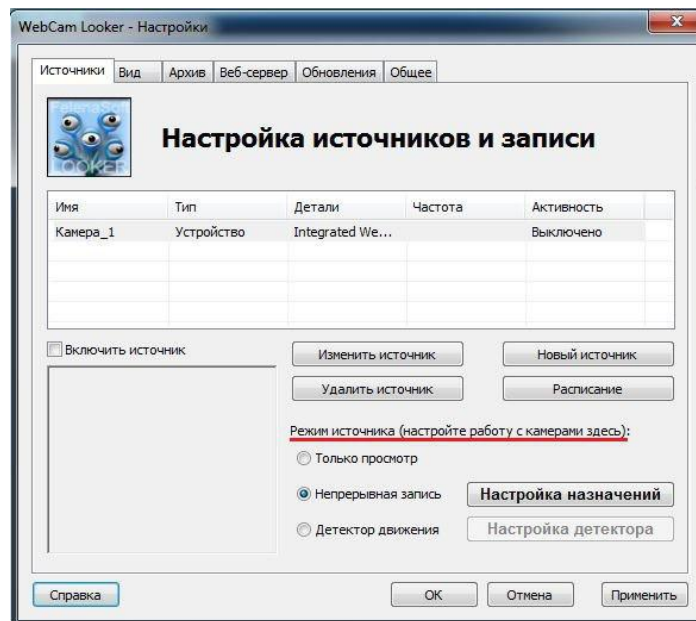 WebCam Looker - Настройки
Источники Вид Архив Веб-сервер Обновления Общее
FelenaSoft
LOOKER
Настройка источников и записи
Имя Тип Детали Частота Активность
Камера_1 Устройство Integrated We... Выключено
Включить источник
Изменить источник Новый источник
Удалить источник Расписание
Режим источника (настройте работу с камерами здесь):
Только просмотр
Непрерывная запись Настройка назначений
Детектор движения Настройка детектора
Справка ОК Отмена Применить